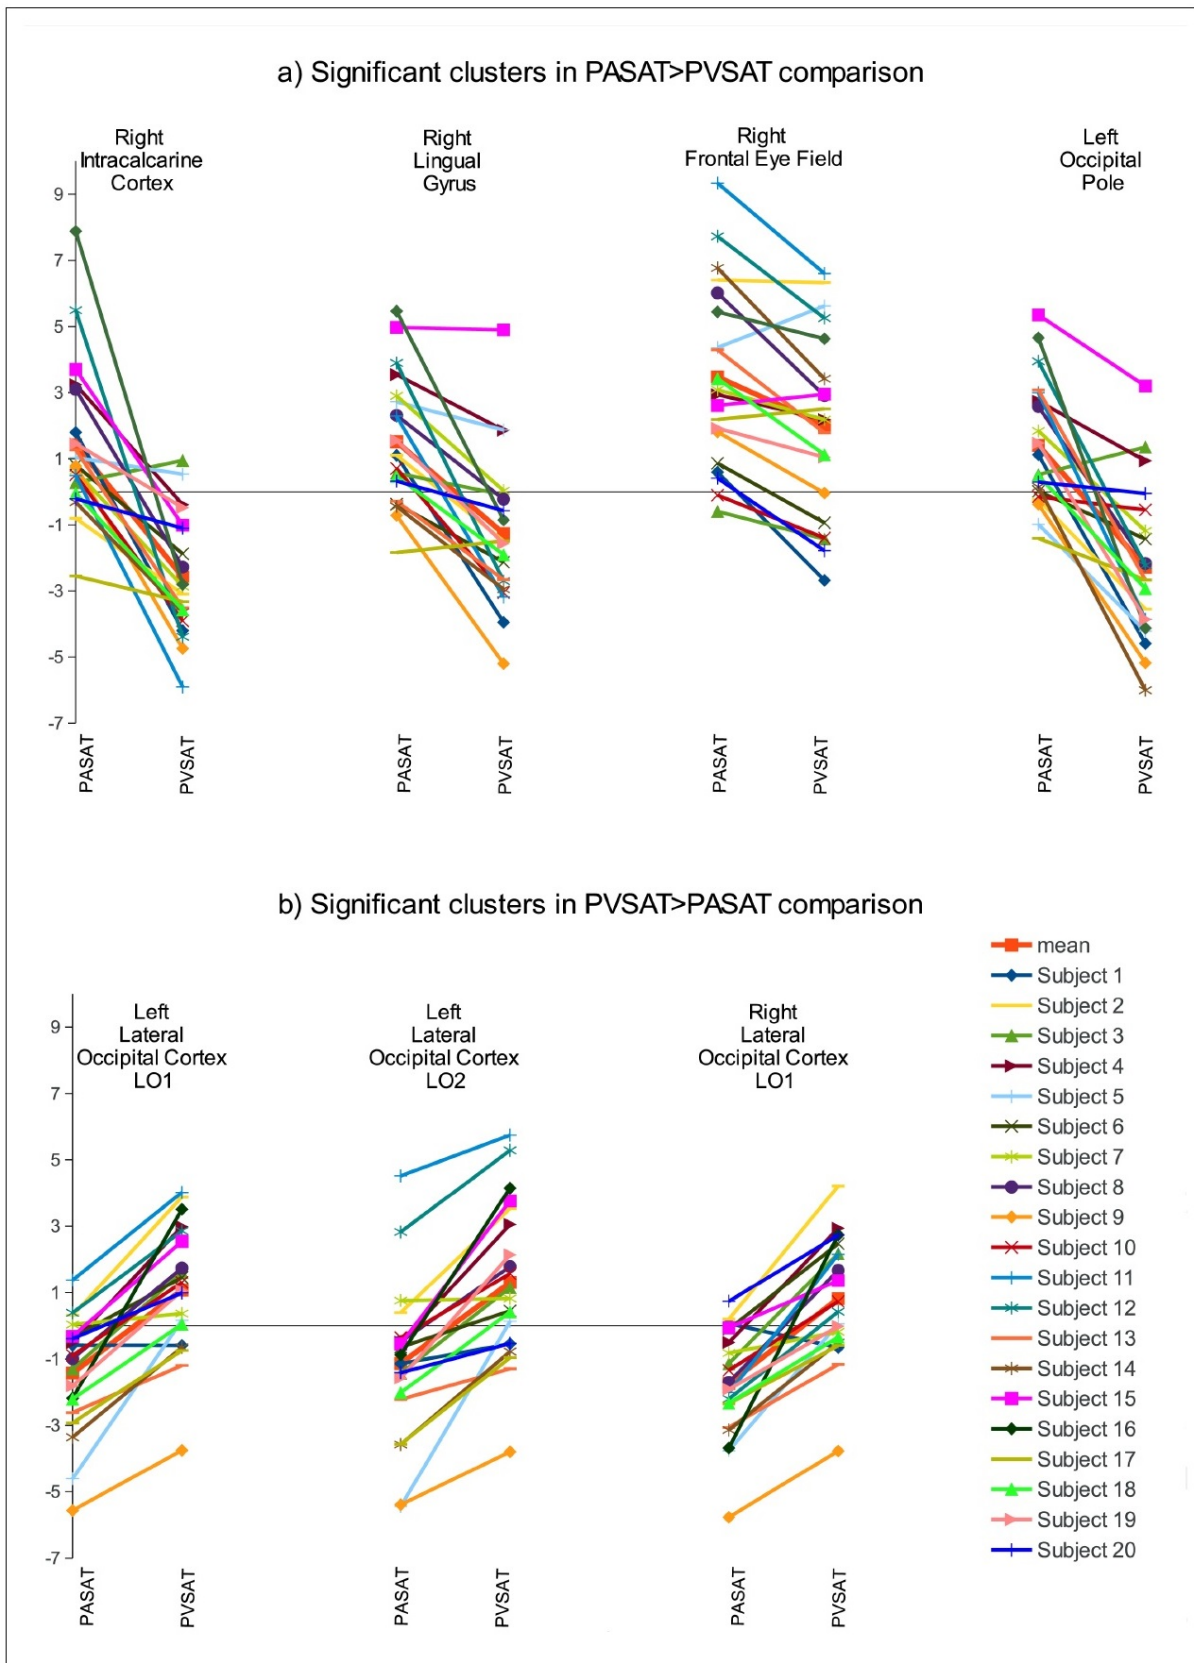 a) Significant clusters in PASAT>PVSAT comparison
Right
Intracalcarine
Cortex
Right
Lingual
Gyrus
Right
Frontal Eye Field
Left
Occipital
Pole
9
7
5
3
1
-1
-3
-5
-7
PASAT
PVSAT
PASAT
PVSAT
PASAT
PVSAT
PASAT
PVSAT
b) Significant clusters in PVSAT>PASAT comparison
Left
Lateral
Occipital Cortex
LO1
Left
Lateral
Occipital Cortex
LO2
Right
Lateral
Occipital Cortex
LO1
9
7
5
3
1
-1
-3
-5
-7
PASAT
PVSAT
PASAT
PVSAT
PASAT
PVSAT
mean
Subject 1
Subject 2
Subject 3
Subject 4
Subject 5
Subject 6
Subject 7
Subject 8
Subject 9
Subject 10
Subject 11
Subject 12
Subject 13
Subject 14
Subject 15
Subject 16
Subject 17
Subject 18
Subject 19
Subject 20